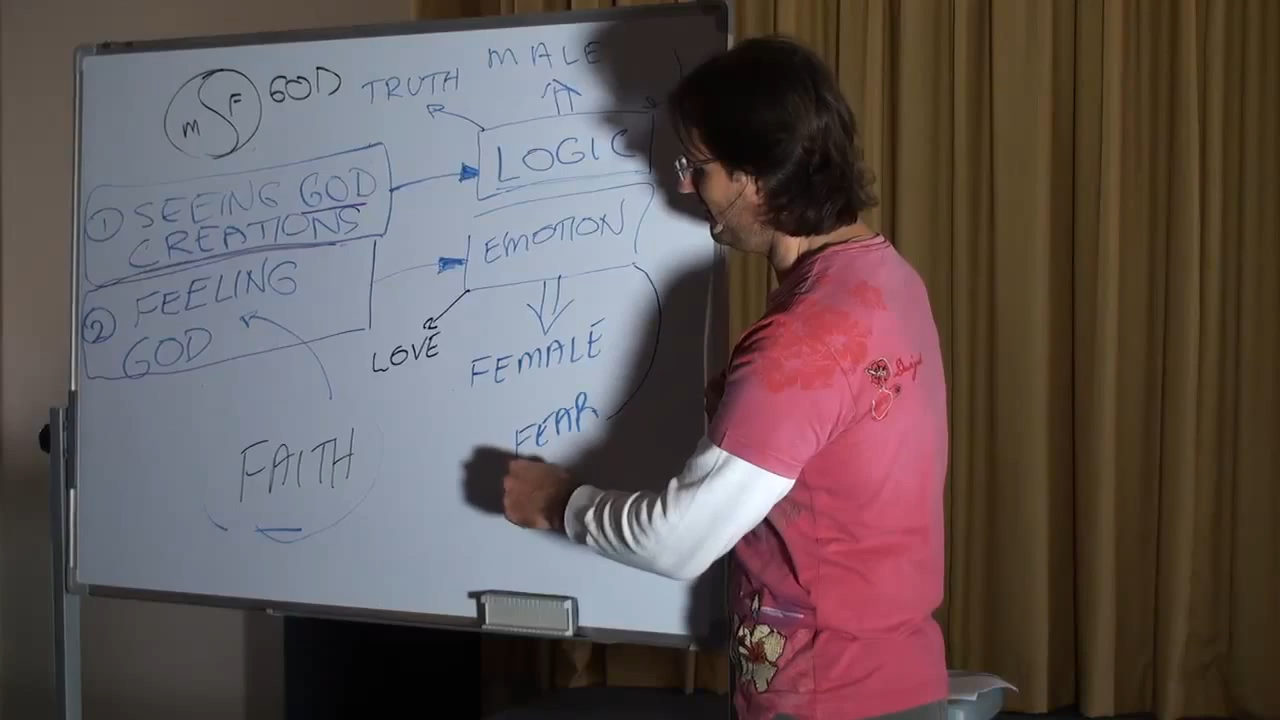 M F GOD
TRUTH
MALE
① SEEING GOD
CREATIONS
LOGIC
② FEELING
GOD
EMOTION
LOVE
FEMALE
FEAR
FAITH